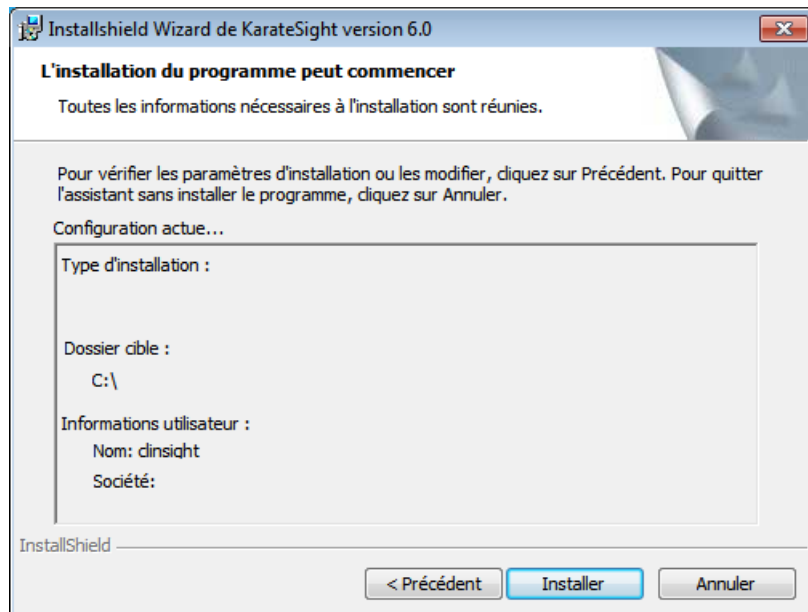 Installshield Wizard de KarateSight version 6.0
L'installation du programme peut commencer
Toutes les informations nécessaires à l'installation sont réunies.
Pour vérifier les paramètres d'installation ou les modifier, cliquez sur Précédent. Pour quitter
l'assistant sans installer le programme, cliquez sur Annuler.
Configuration actue...
Type d'installation :
Dossier cible :
C:\
Informations utilisateur :
Nom: clinsight
Société:
InstallShield
< Précédent Installer Annuler